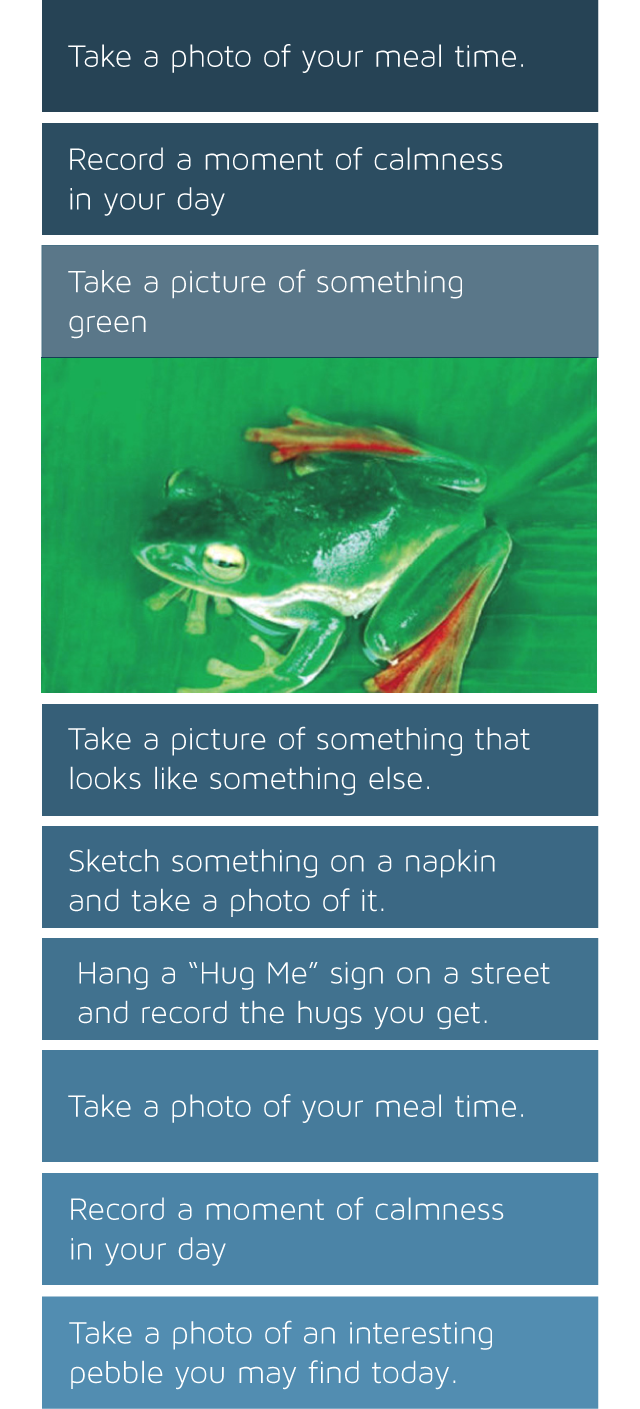 Take a photo of your meal time.
Record a moment of calmness
in your day
Take a picture of something
green
Take a picture of something that
looks like something else.
Sketch something on a napkin
and take a photo of it.
Hang a “Hug Me” sign on a street
and record the hugs you get.
Take a photo of your meal time.
Record a moment of calmness
in your day
Take a photo of an interesting
pebble you may find today.